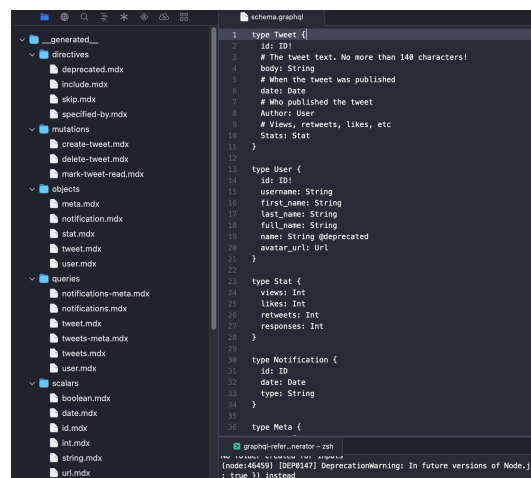 __generated__
directives
deprecated.mdx
include.mdx
skip.mdx
specified-by.mdx
mutations
create-tweet.mdx
delete-tweet.mdx
mark-tweet-read.mdx
objects
meta.mdx
notification.mdx
stat.mdx
tweet.mdx
user.mdx
queries
notifications-meta.mdx
notifications.mdx
tweet.mdx
tweets-meta.mdx
tweets.mdx
user.mdx
scalars
boolean.mdx
date.mdx
id.mdx
int.mdx
string.mdx
url.mdx
schema.graphql
1 type Tweet {
2 id: ID!
3 # The tweet text. No more than 140 characters!
4 body: String
5 # When the tweet was published
6 date: Date
7 # Who published the tweet
8 Author: User
9 # Views, retweets, likes, etc
10 Stats: Stat
11 }
12
13 type User {
14 id: ID!
15 username: String
16 first_name: String
17 last_name: String
18 full_name: String
19 name: String @deprecated
20 avatar_url: Url
21 }
22
23 type Stat {
24 views: Int
25 likes: Int
26 retweets: Int
27 responses: Int
28 }
29
30 type Notification {
31 id: ID
32 date: Date
33 type: String
34 }
35
36 type Meta {
graphql-refer...nerator – zsh
No folder created for inputs
(node:46459) [DEP0147] DeprecationWarning: In future versions of Node.j
: true }) instead